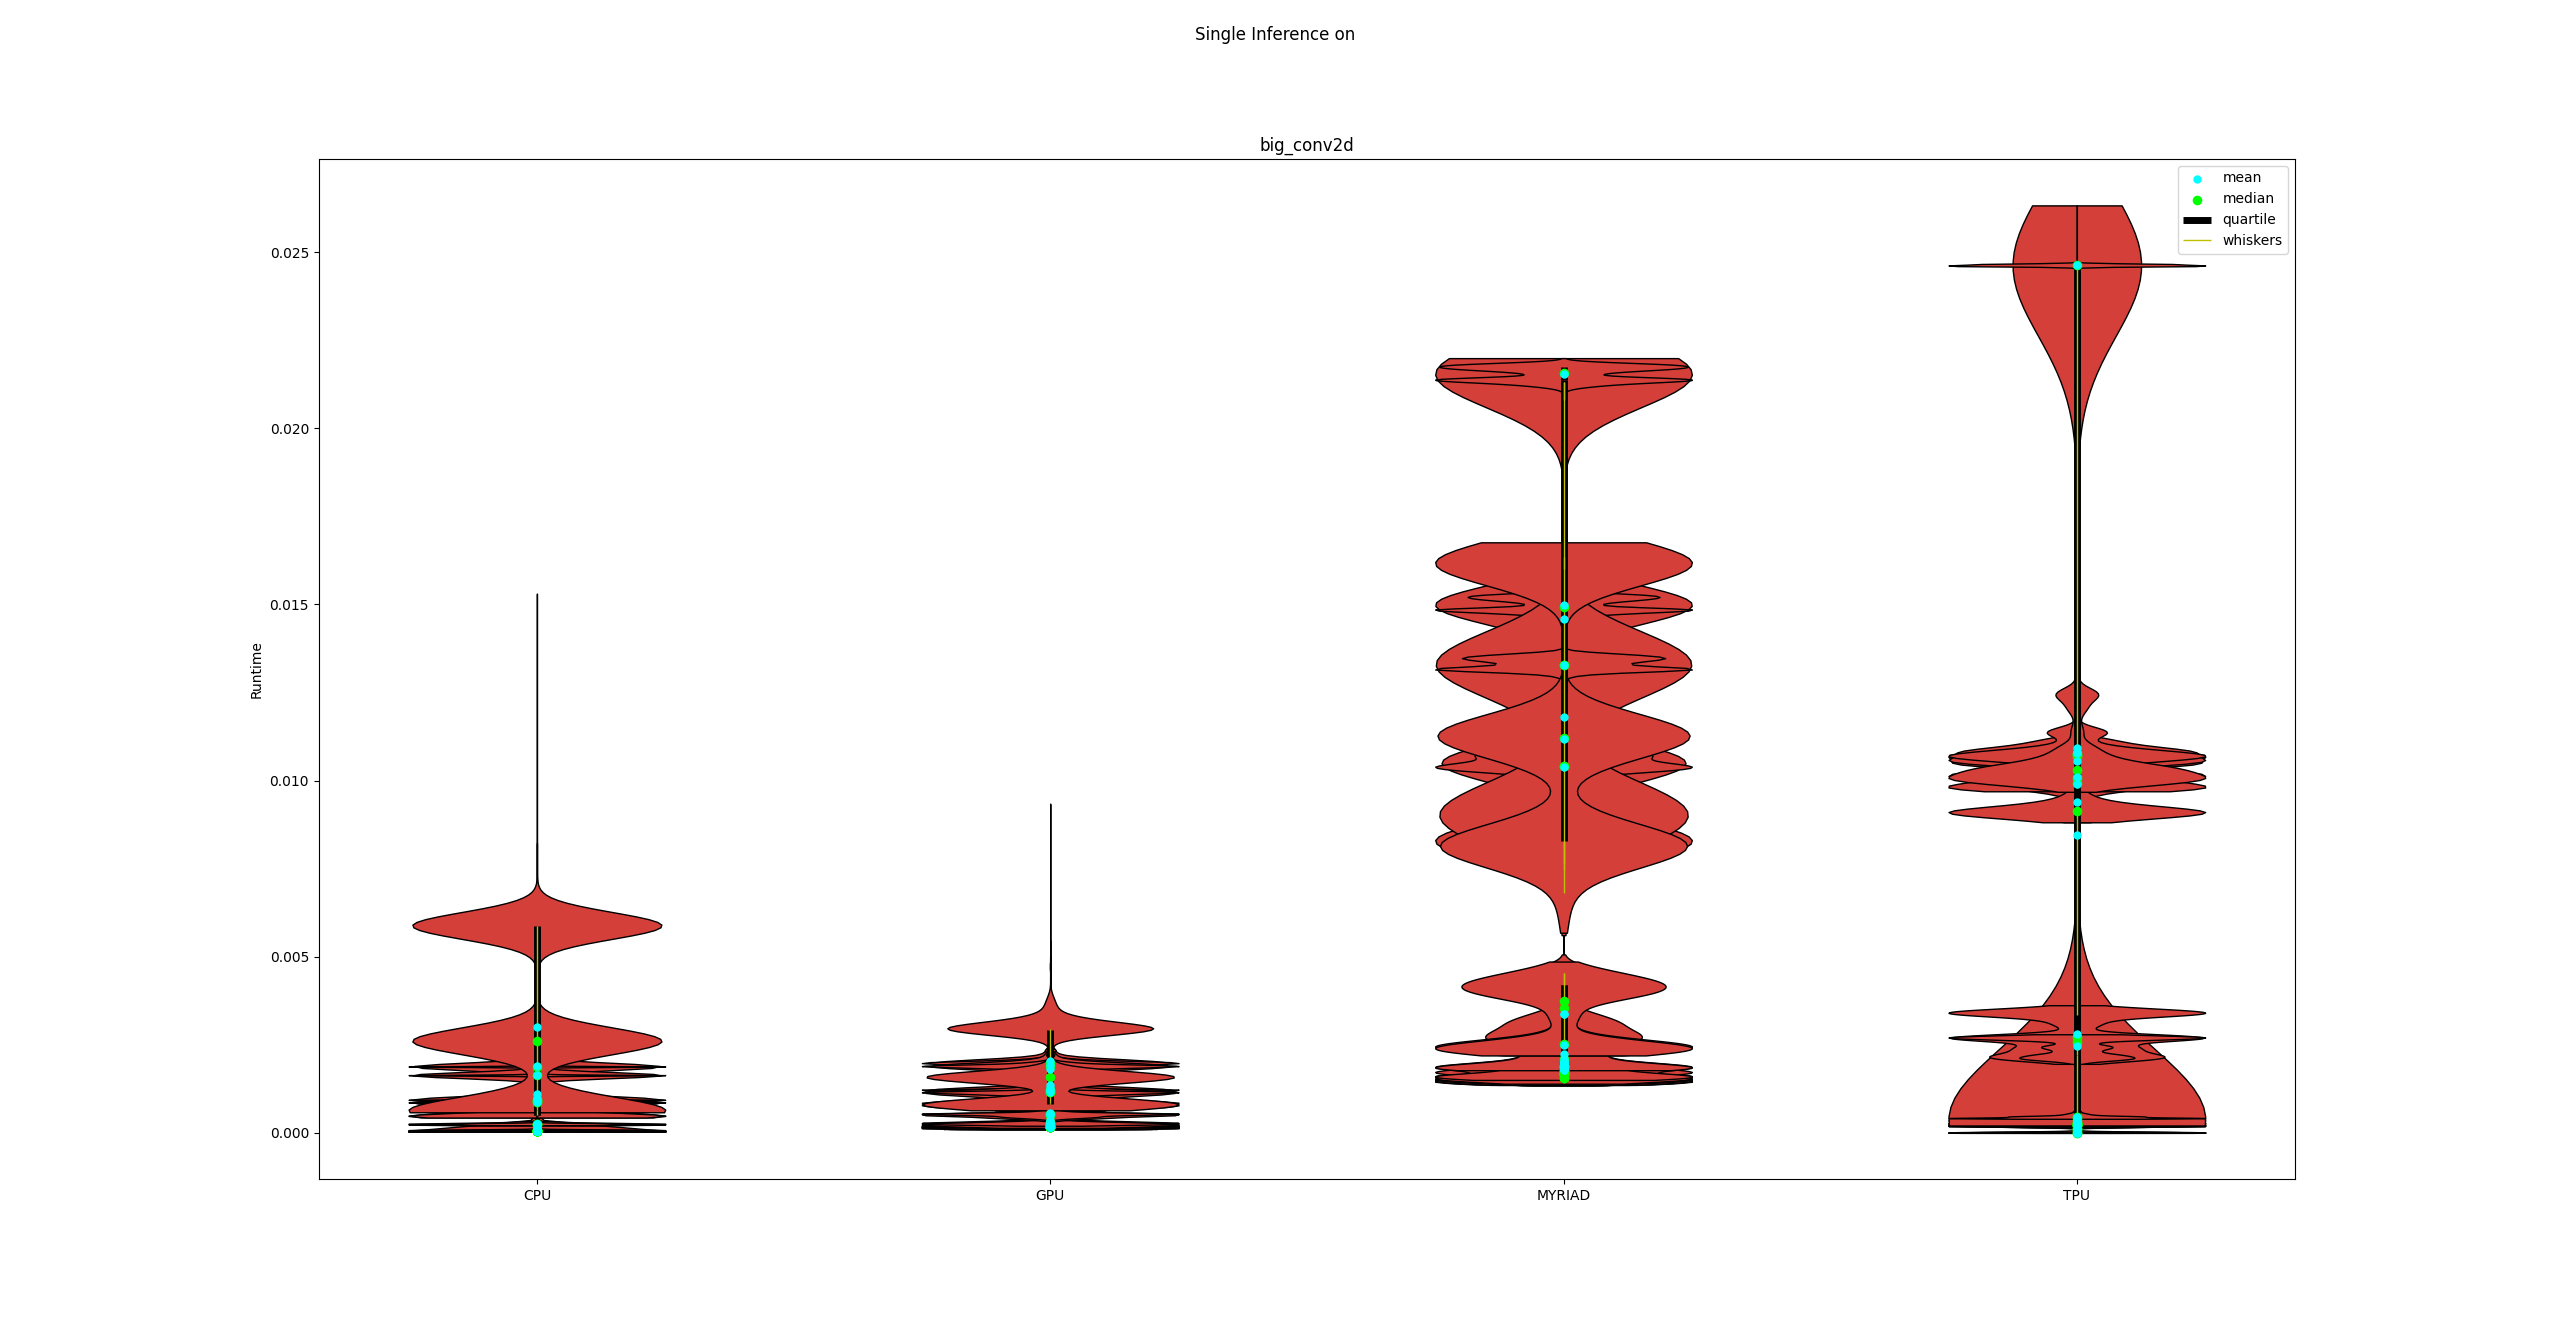 Single Inference on
big_conv2d
mean
median
quartile
whiskers
0.025
0.020
0.015
0.010
0.005
0.000
Runtime
CPU
GPU
MYRIAD
TPU